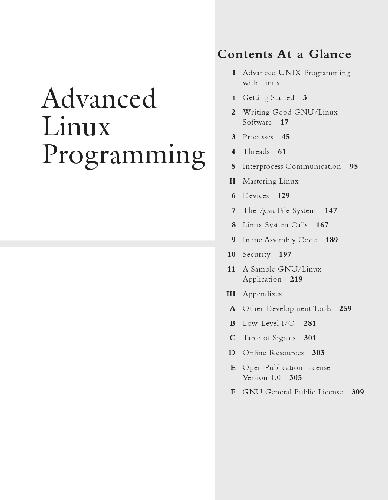 Advanced
Linux
Programming
Contents At a Glance
I Advanced UNIX Programming
with Linux
1 Getting Started 3
2 Writing Good GNU/Linux
Software 17
3 Processes 45
4 Threads 61
5 Interprocess Communication 95
II Mastering Linux
6 Devices 129
7 The /proc File System 147
8 Linux System Calls 167
9 Inline Assembly Code 189
10 Security 197
11 A Sample GNU/Linux
Application 219
III Appendixes
A Other Development Tools 259
B Low-Level I/O 281
C Table of Signals 301
D Online Resources 303
E Open Publication License
Version 1.0 305
F GNU General Public License 309